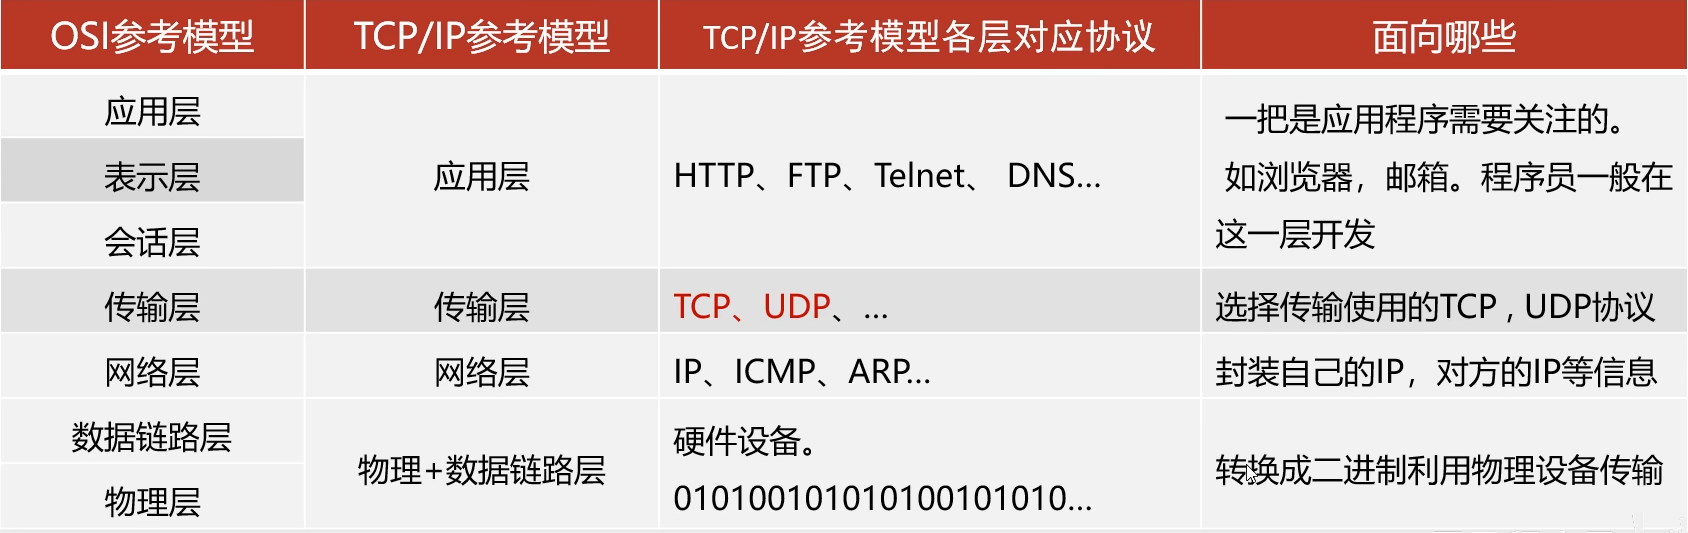 OSI参考模型
TCP/IP参考模型
TCP/IP参考模型各层对应协议
面向哪些
应用层
表示层
会话层
应用层
HTTP、FTP、Telnet、 DNS...
一把是应用程序需要关注的。
如浏览器，邮箱。程序员一般在
这一层开发
传输层
传输层
TCP、UDP、...
选择传输使用的TCP , UDP协议
网络层
网络层
IP、ICMP、ARP...
封装自己的IP，对方的IP等信息
数据链路层
物理层
物理+数据链路层
硬件设备。
010100101010100101010...
转换成二进制利用物理设备传输